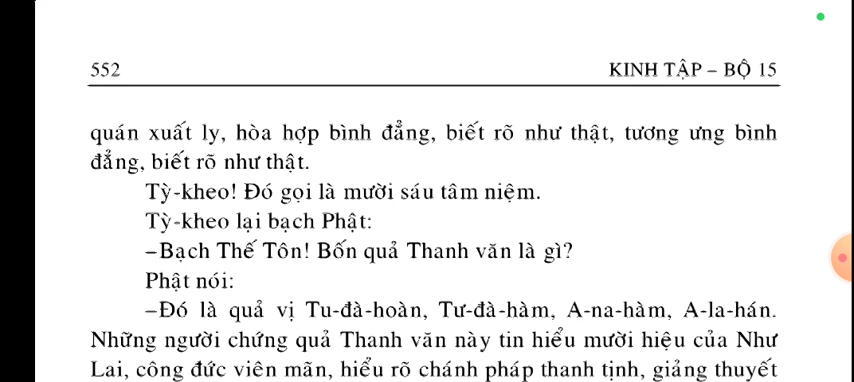 552
KINH TẬP – BỘ 15
quán xuất ly, hòa hợp bình đẳng, biết rõ như thật, tương ưng bình
đẳng, biết rõ như thật.
Tỳ-kheo! Đó gọi là mười sáu tâm niệm.
Tỳ-kheo lại bạch Phật:
–Bạch Thế Tôn! Bốn quả Thanh văn là gì?
Phật nói:
–Đó là quả vị Tu-đà-hoàn, Tư-đà-hàm, A-na-hàm, A-la-hán.
Những người chứng quả Thanh văn này tin hiểu mười hiệu của Như
Lai, công đức viên mãn, hiểu rõ chánh pháp thanh tịnh, giảng thuyết